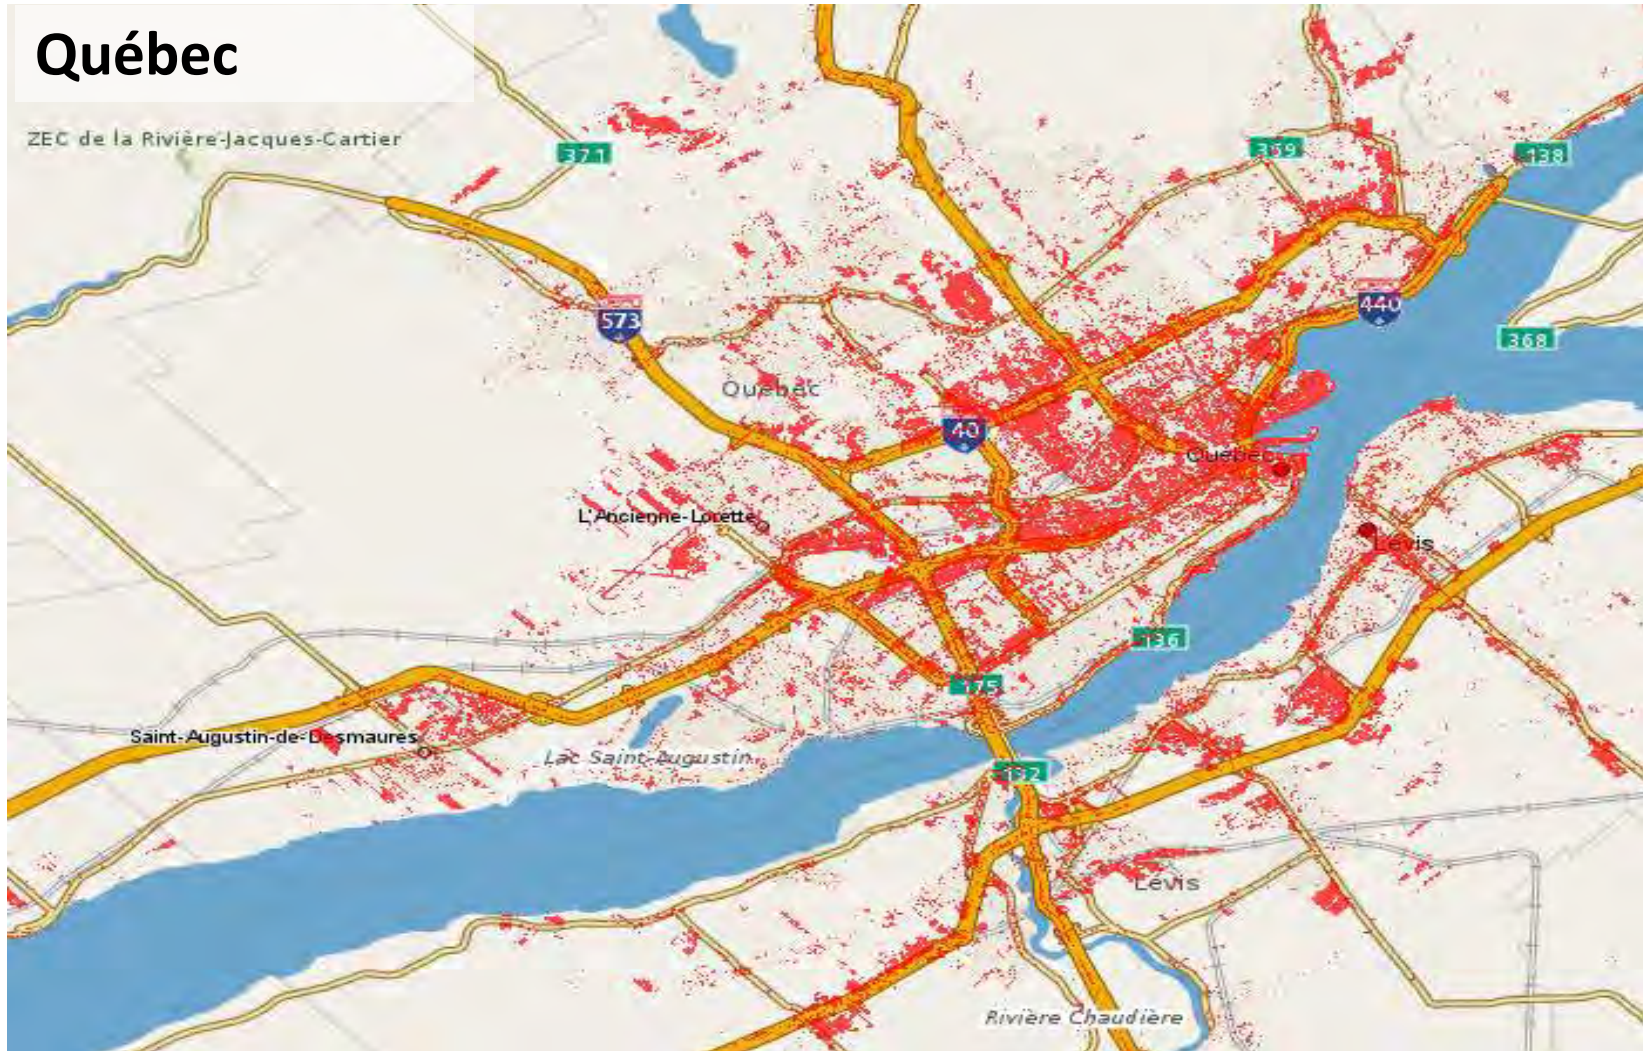 Québec
ZEC de la Rivière-Jacques-Cartier
371
369
138
573
440
368
Québec
40
Québec
L'Ancienne-Lorette
Lévis
136
175
Saint-Augustin-de-Desmaures
Lac Saint-Augustin
132
Lévis
Rivière Chaudière